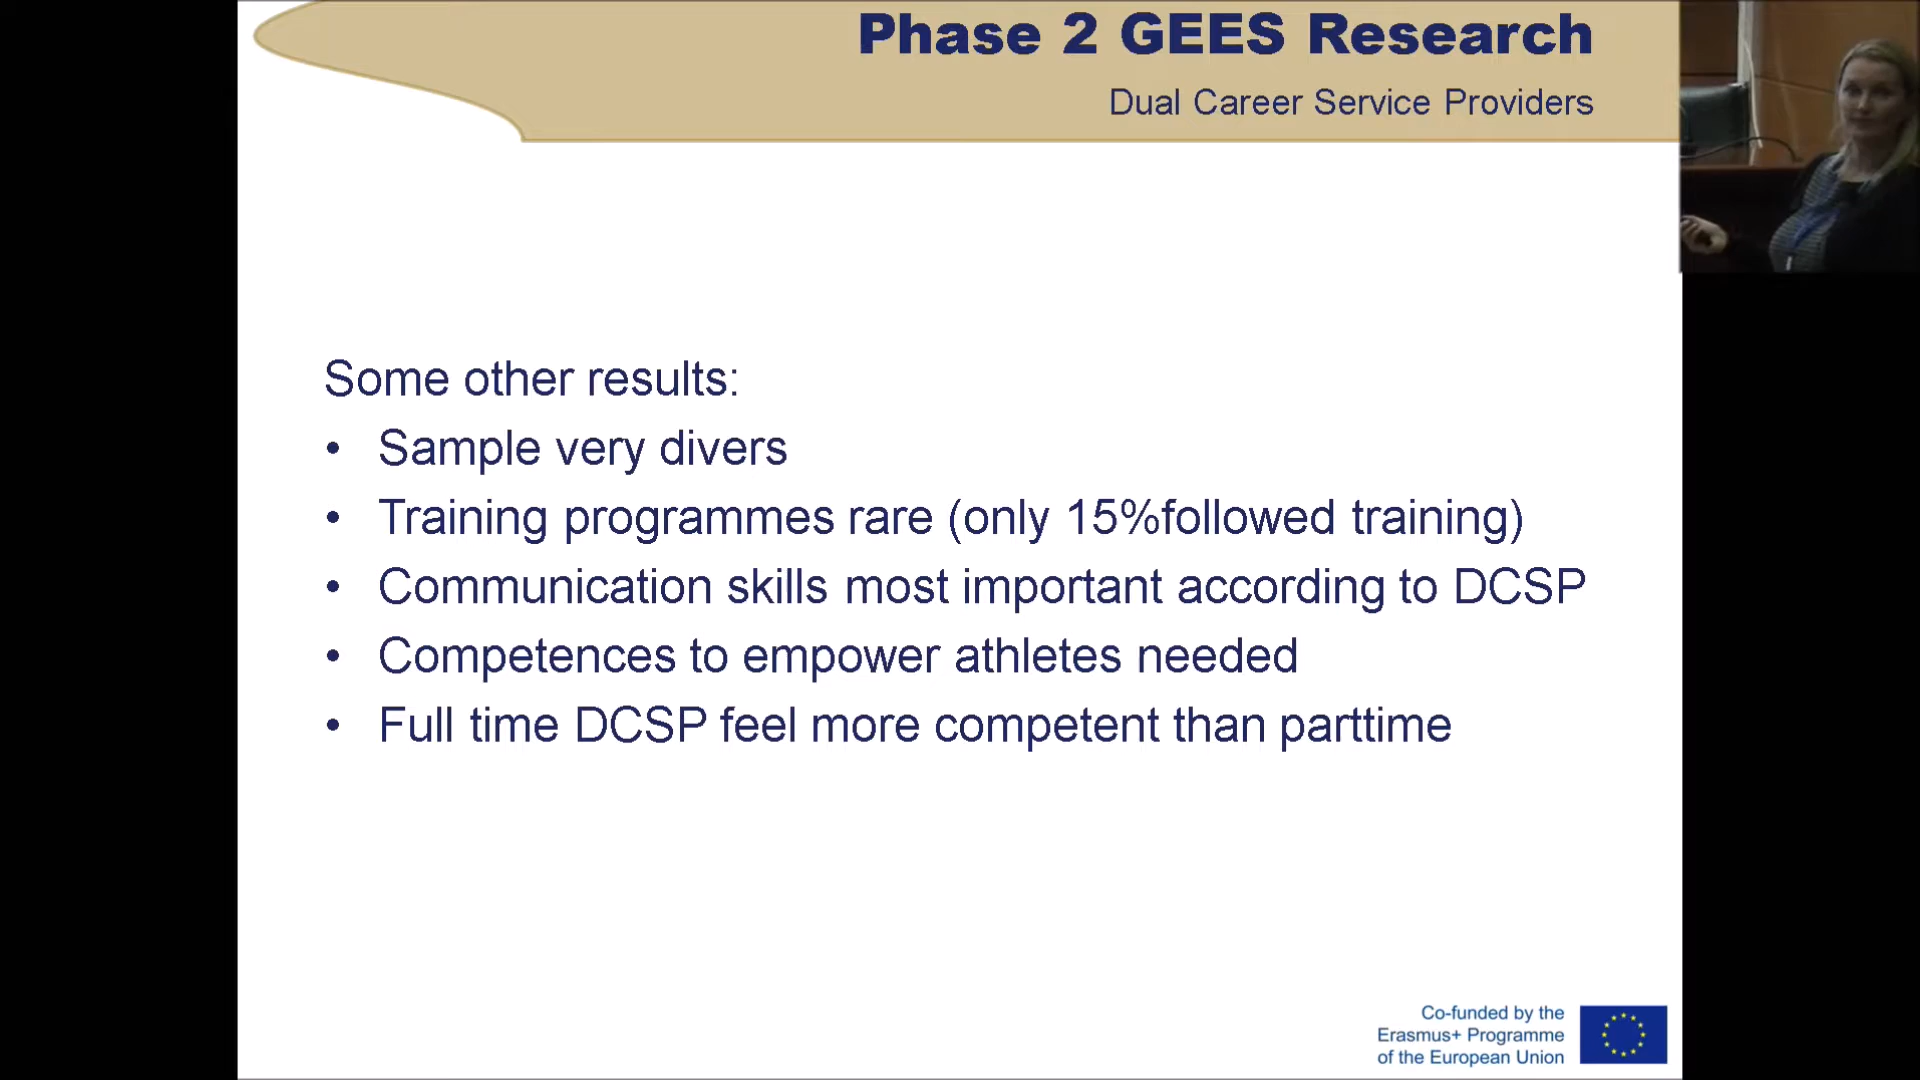 Phase 2 GEES Research
Dual Career Service Providers
Some other results:
• Sample very divers
• Training programmes rare (only 15%followed training)
• Communication skills most important according to DCSP
• Competences to empower athletes needed
• Full time DCSP feel more competent than parttime
Co-funded by the
Erasmus+ Programme
of the European Union